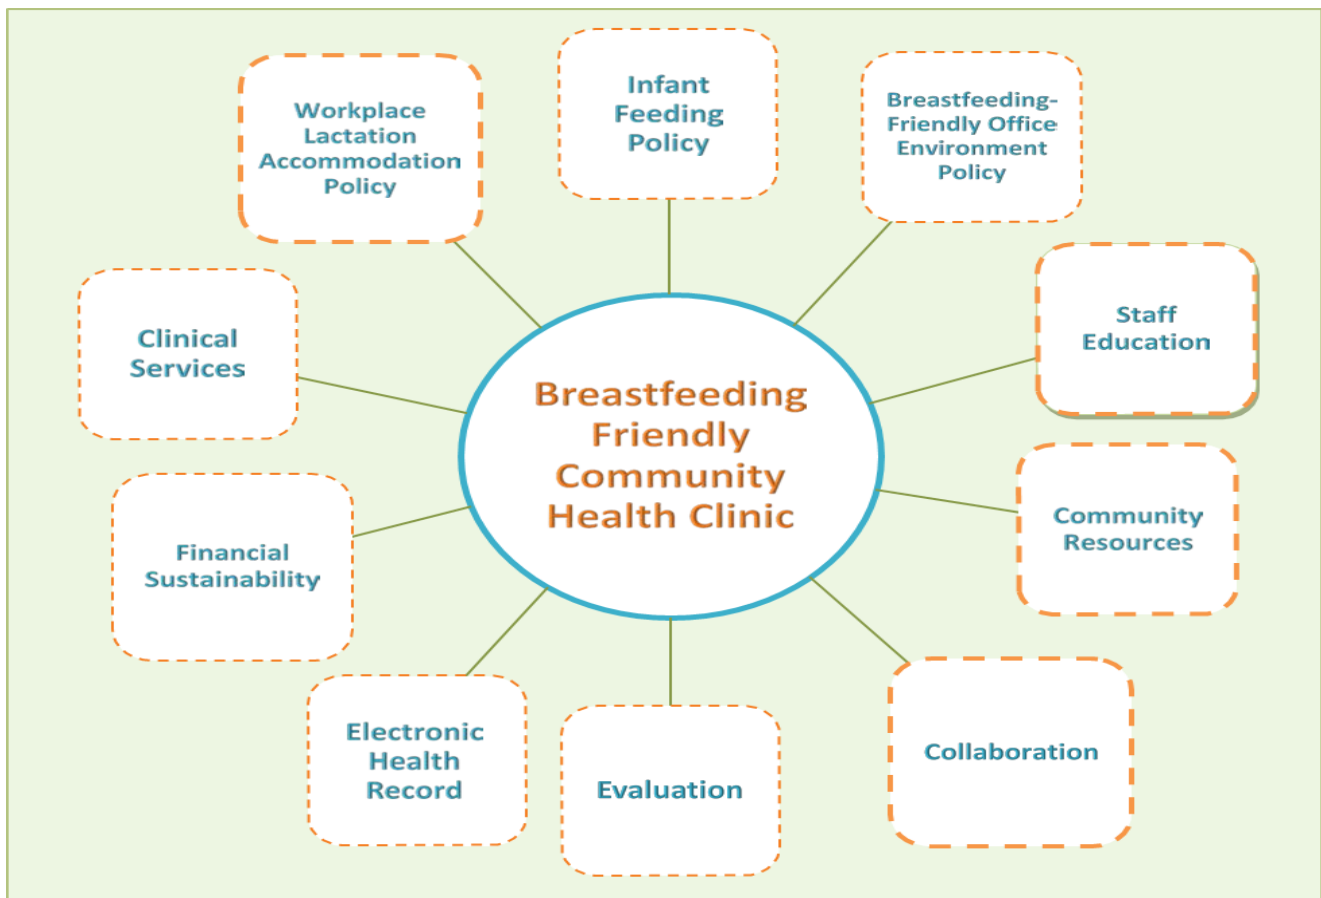 Workplace
Lactation
Accommodation
Policy
Infant
Feeding
Policy
Breastfeeding-
Friendly Office
Environment
Policy
Clinical
Services
Staff
Education
Breastfeeding
Friendly
Community
Health Clinic
Financial
Sustainability
Community
Resources
Electronic
Health
Record
Evaluation
Collaboration